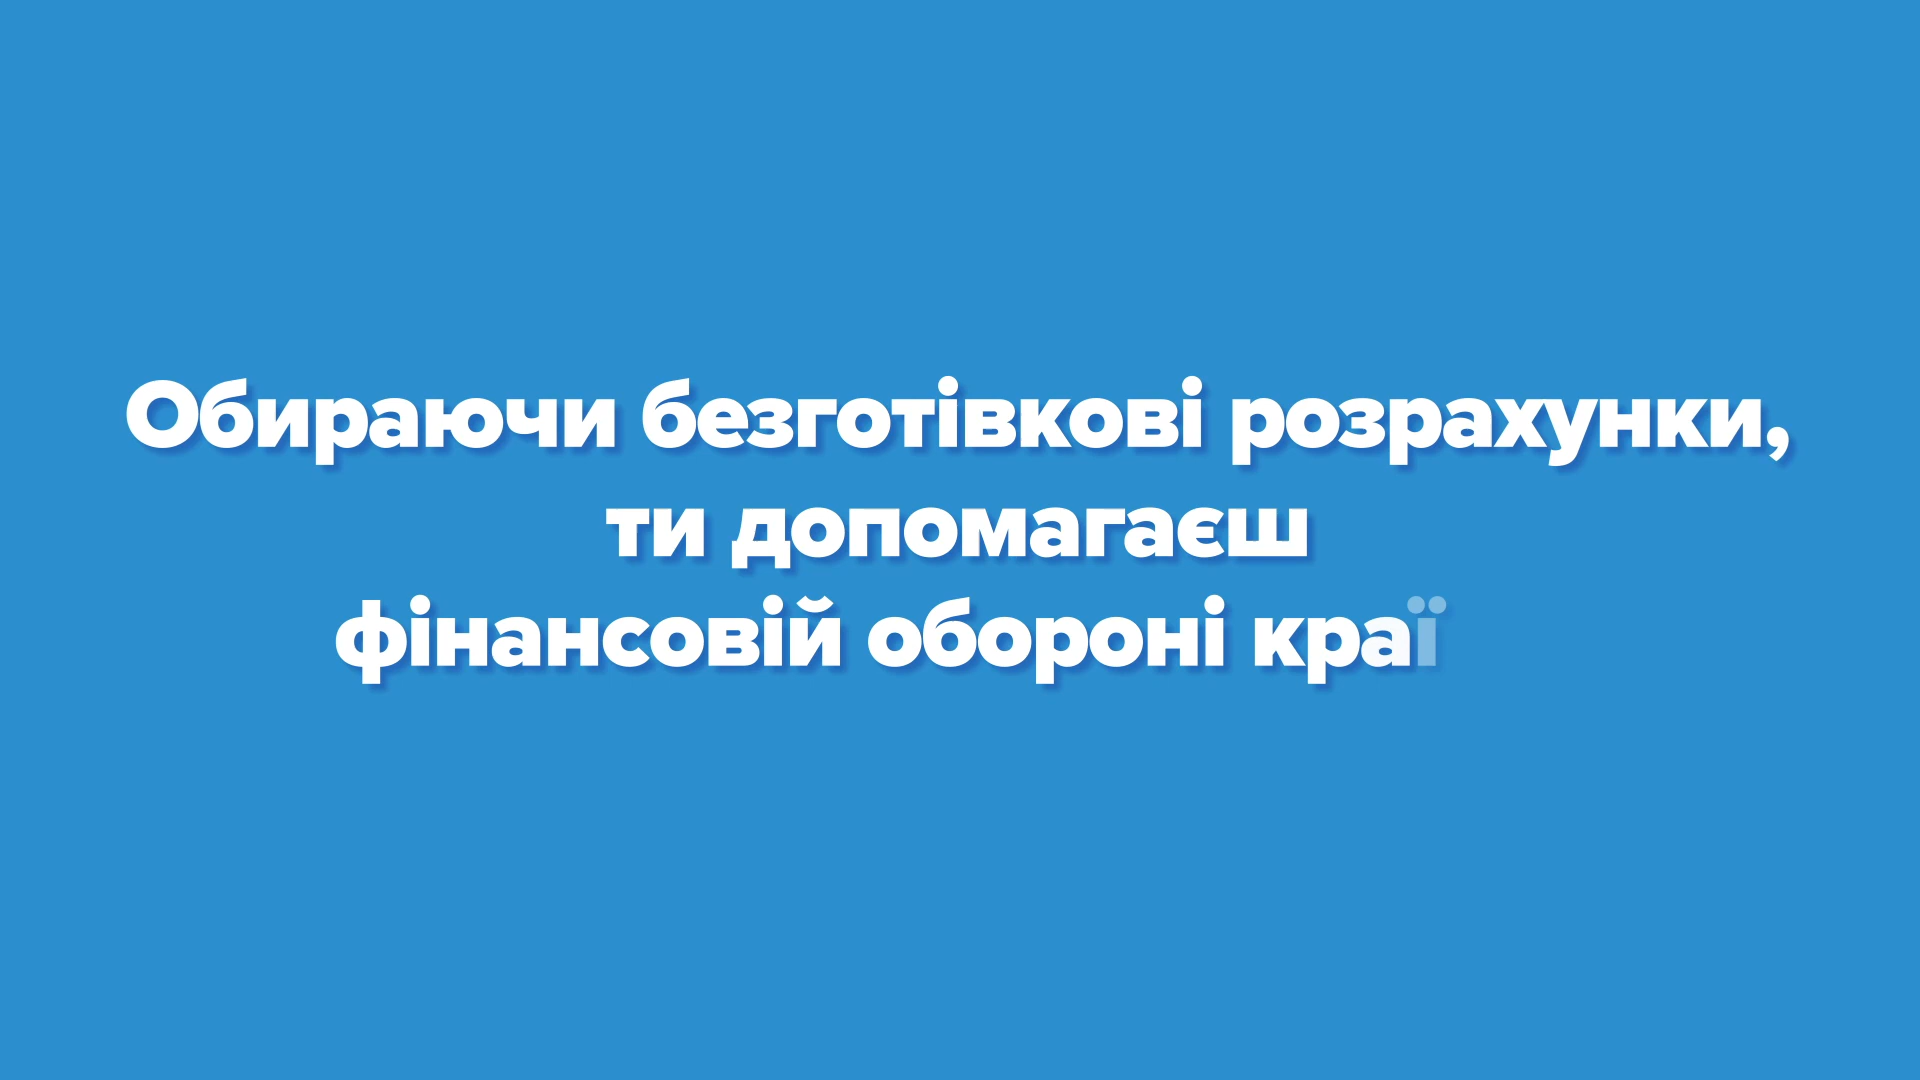 Обираючи безготівкові розрахунки,
ти допомагаєш
фінансовій обороні краї